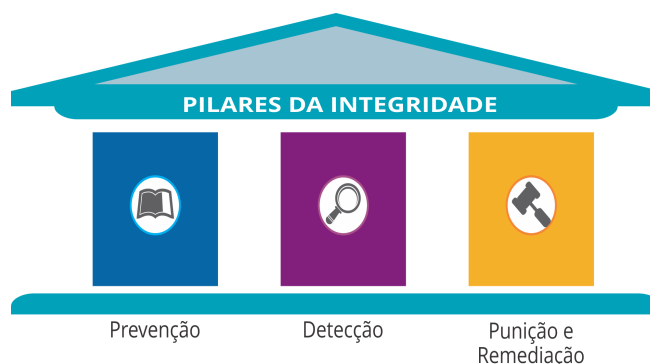 PILARES DA INTEGRIDADE
Prevenção
Detecção
Punição e
Remediação